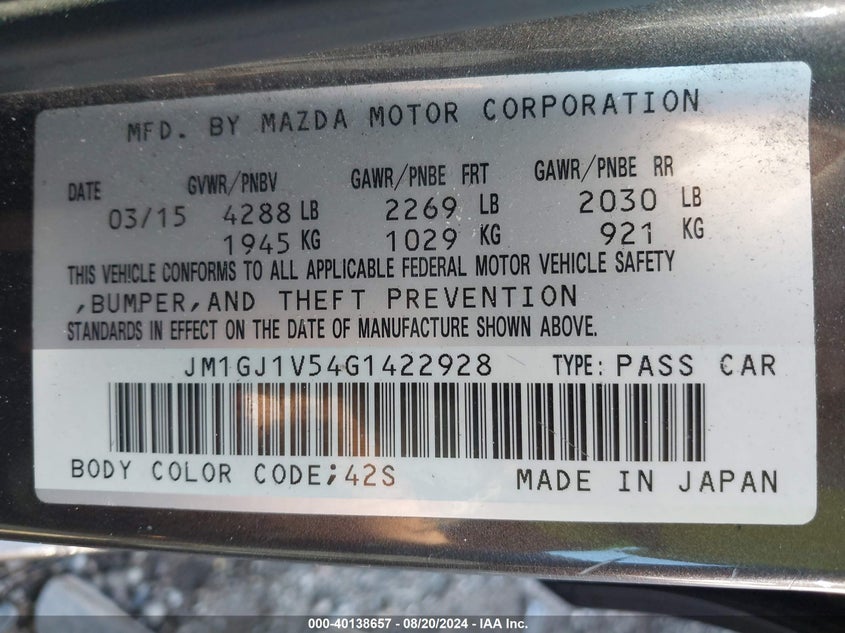 MFD. BY MAZDA MOTOR CORPORATION
DATE GVWR/PNBV GAWR/PNBE FRT GAWR/PNBE RR
03/15 4288 LB 2269 LB 2030 LB
1945 KG 1029 KG 921 KG
THIS VEHICLE CONFORMS TO ALL APPLICABLE FEDERAL MOTOR VEHICLE SAFETY
,BUMPER,AND THEFT PREVENTION
STANDARDS IN EFFECT ON THE DATE OF MANUFACTURE SHOWN ABOVE.
JM1GJ1V54G1422928 TYPE: PASS CAR
BODY COLOR CODE;42S MADE IN JAPAN
000-40138657 - 08/20/2024 - IAA Inc.